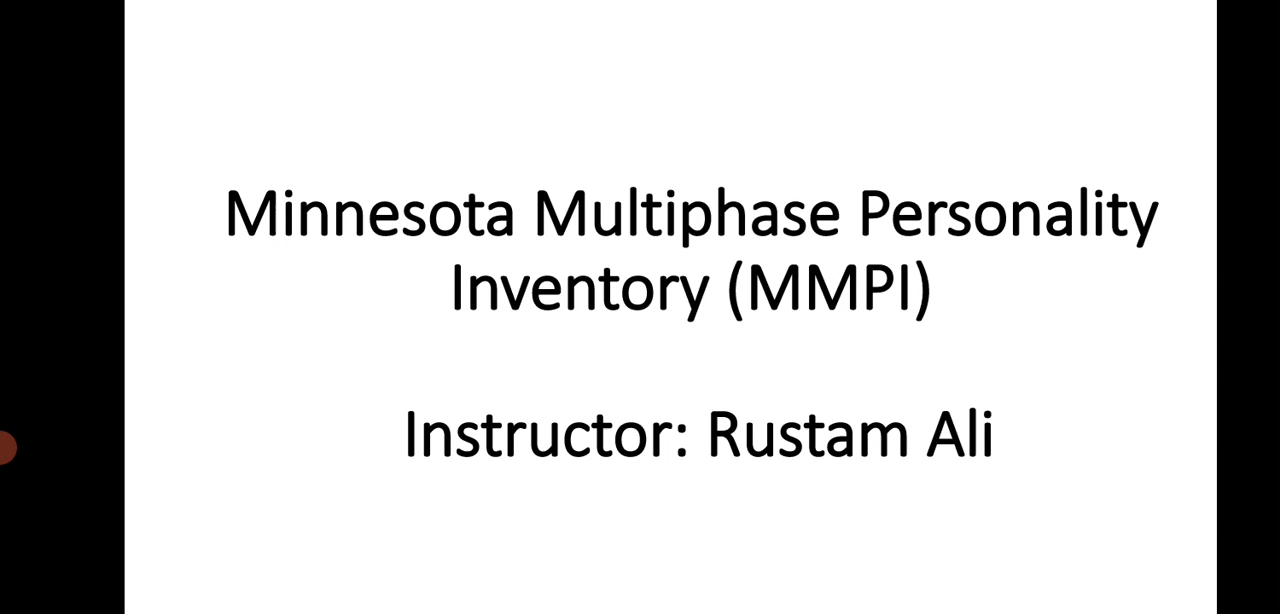 Minnesota Multiphase Personality
Inventory (MMPI)
Instructor: Rustam Ali